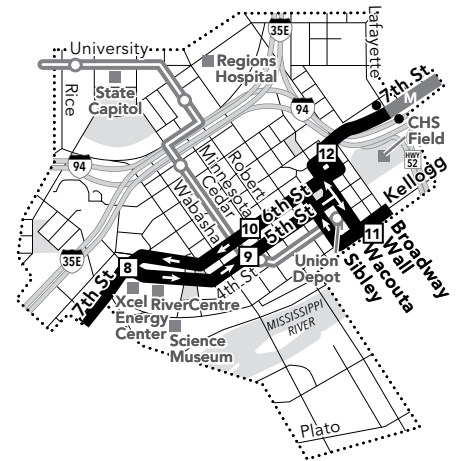 35E
Lafayette
University
Regions
Hospital
7th St.
M
Rice
State
Capitol
94
CHS
Field
12
HWY
52
94
Robert
Minnesota
Cedar
Wabasha
Kellogg
6th St
5th St
10
9
11
Broadway
Wall
Wacouta
Sibley
35E
8
4th St.
Union
Depot
7th St.
Xcel
Energy
Center
RiverCentre
Science
Museum
MISSISSIPPI
RIVER
Plato